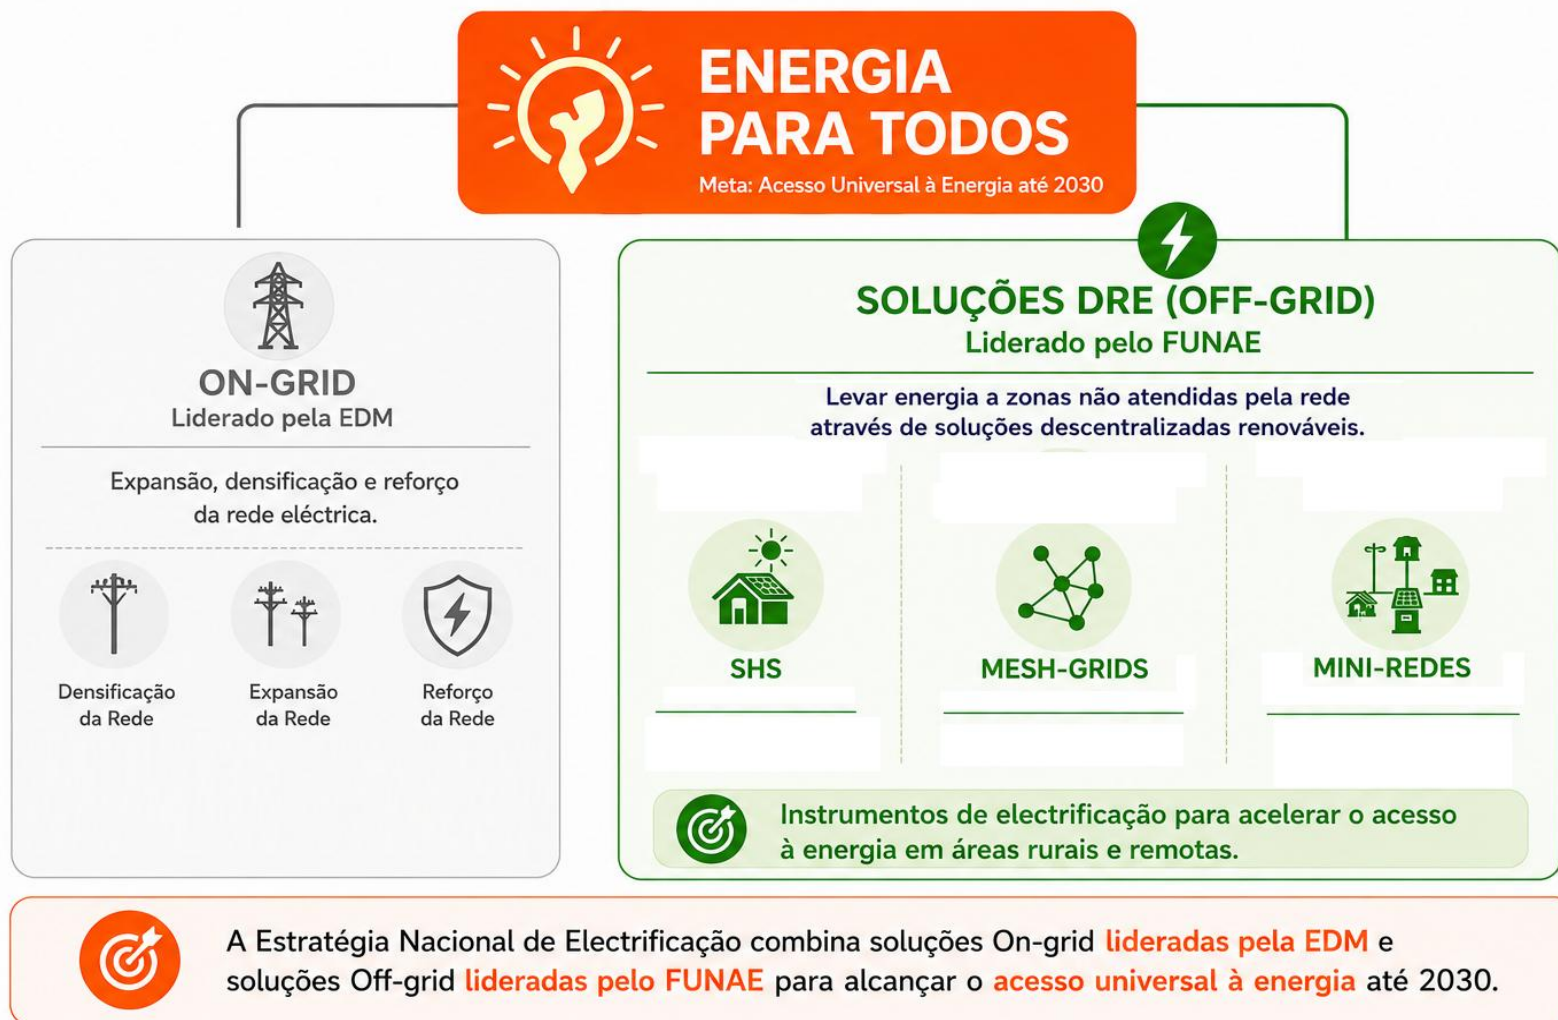 ENERGIA
PARA TODOS
Meta: Acesso Universal à Energia até 2030
ON-GRID
Liderado pela EDM
Expansão, densificação e reforço
da rede eléctrica.
Densificação
da Rede
Expansão
da Rede
Reforço
da Rede
SOLUÇÕES DRE (OFF-GRID)
Liderado pelo FUNAE
Levar energia a zonas não atendidas pela rede
através de soluções descentralizadas renováveis.
SHS
MESH-GRIDS
MINI-REDES
Instrumentos de electrificação para acelerar o acesso
à energia em áreas rurais e remotas.
A Estratégia Nacional de Electrificação combina soluções On-grid lideradas pela EDM e
soluções Off-grid lideradas pelo FUNAE para alcançar o acesso universal à energia até 2030.